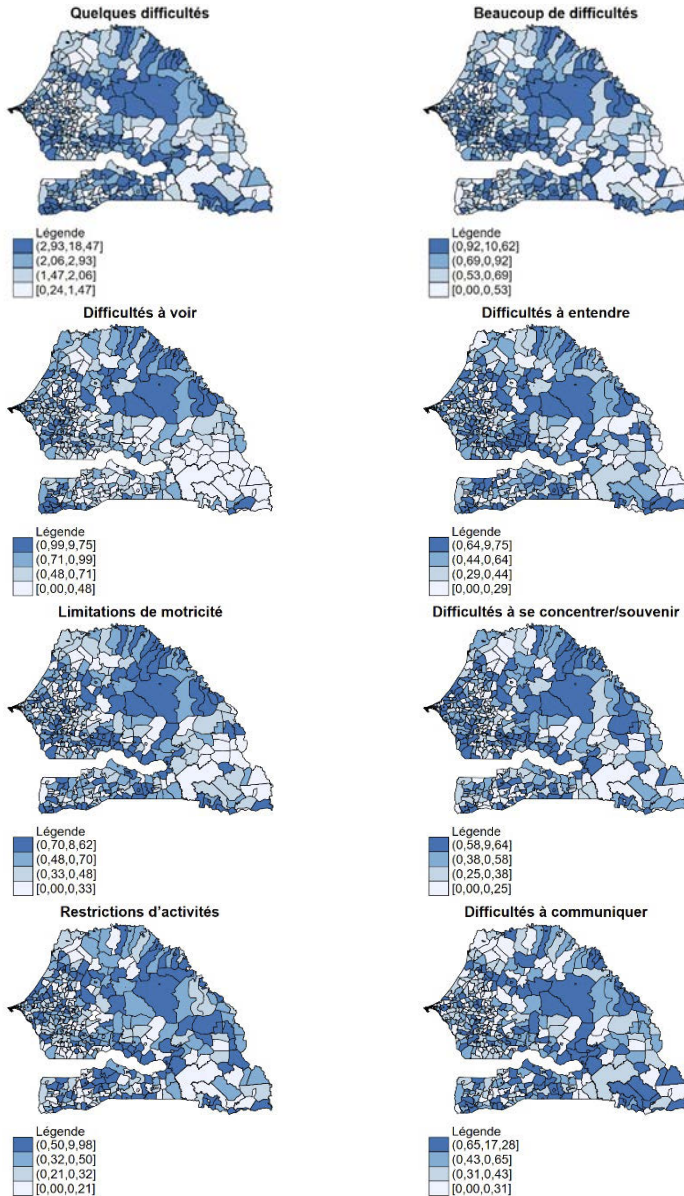 Quelques difficultés
Beaucoup de difficultés
Légende
(2,93,18,47]
(2,06,2,93]
(1,47,2,06]
[0,24,1,47]
Légende
(0,92,10,62]
(0,69,0,92]
(0,53,0,69]
[0,00,0,53]
Difficultés à voir
Difficultés à entendre
Légende
(0,99,9,75]
(0,71,0,99]
(0,48,0,71]
[0,00,0,48]
Légende
(0,64,9,75]
(0,44,0,64]
(0,29,0,44]
[0,00,0,29]
Limitations de motricité
Difficultés à se concentrer/souvenir
Légende
(0,70,8,62]
(0,48,0,70]
(0,33,0,48]
[0,00,0,33]
Légende
(0,58,9,64]
(0,38,0,58]
(0,25,0,38]
[0,00,0,25]
Restrictions d’activités
Difficultés à communiquer
Légende
(0,50,9,98]
(0,32,0,50]
(0,21,0,32]
[0,00,0,21]
Légende
(0,65,17,28]
(0,43,0,65]
(0,31,0,43]
[0,00,0,31]